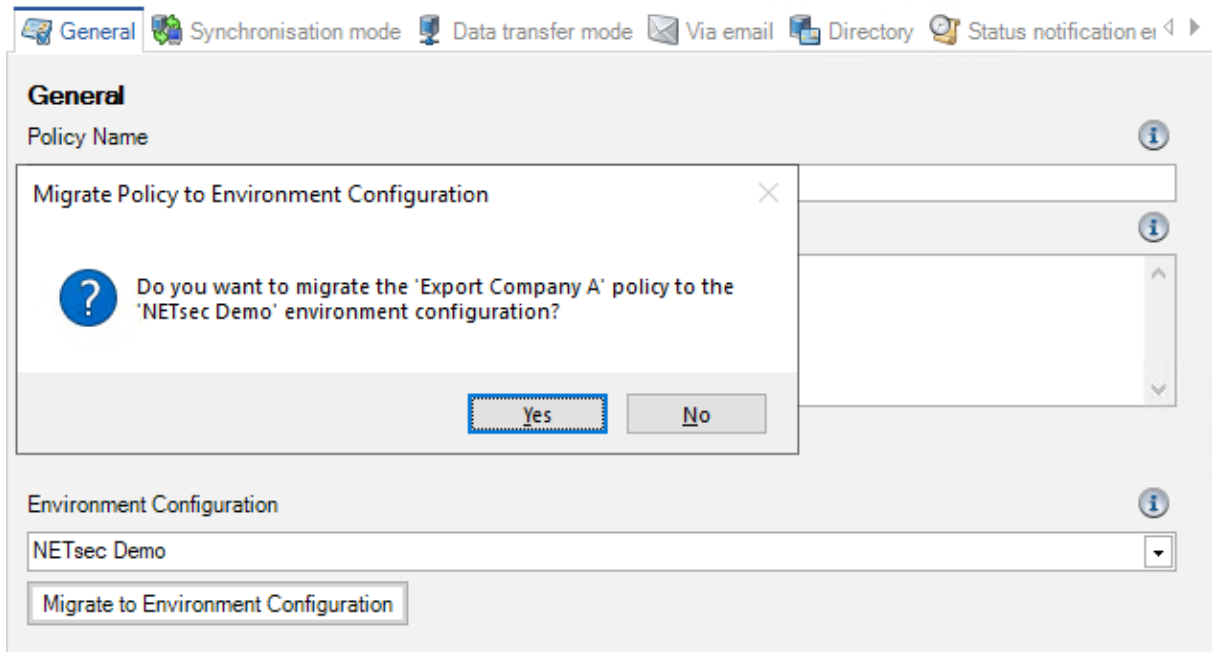 General Synchronisation mode Data transfer mode Via email Directory Status notification
General
Policy Name
Migrate Policy to Environment Configuration
Do you want to migrate the 'Export Company A' policy to the
'NETsec Demo' environment configuration?
Yes No
Environment Configuration
NETsec Demo
Migrate to Environment Configuration